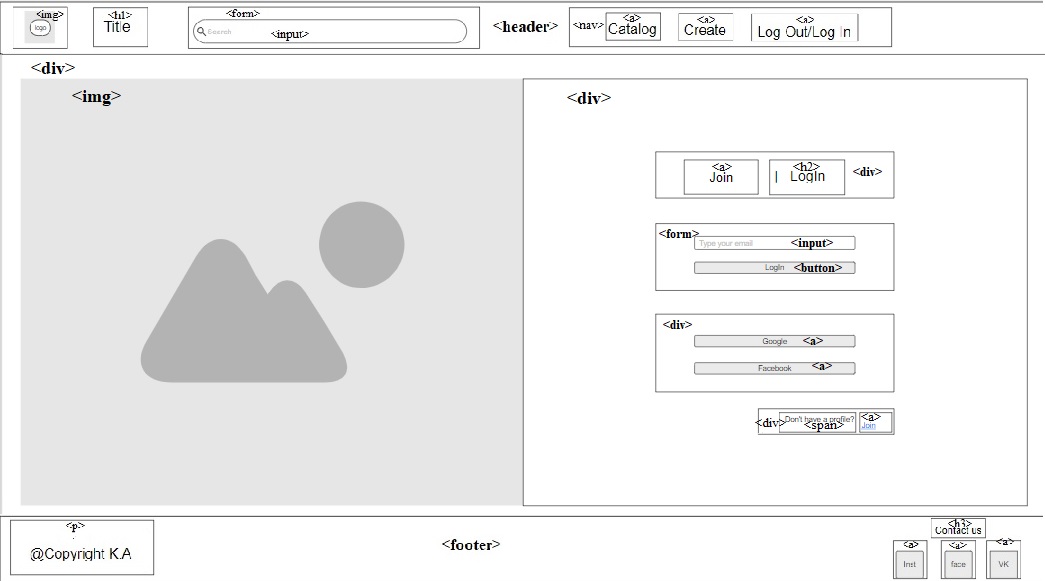 <img>
logo
<h1>
Title
<form>
Search
<input>
<header>
<nav>
<a>
Catalog
<a>
Create
<a>
Log Out/Log In
<div>
<img>
<div>
<a>
Join
<h2>
| LogIn
<div>
<form>
Type your email <input>
LogIn <button>
<div>
Google <a>
Facebook <a>
<div>
Don't have a profile?
<span>
<a>
Join
<p>
@Copyright K.A
<footer>
<h3>
Contact us
<a>
Inst
<a>
face
<a>
VK